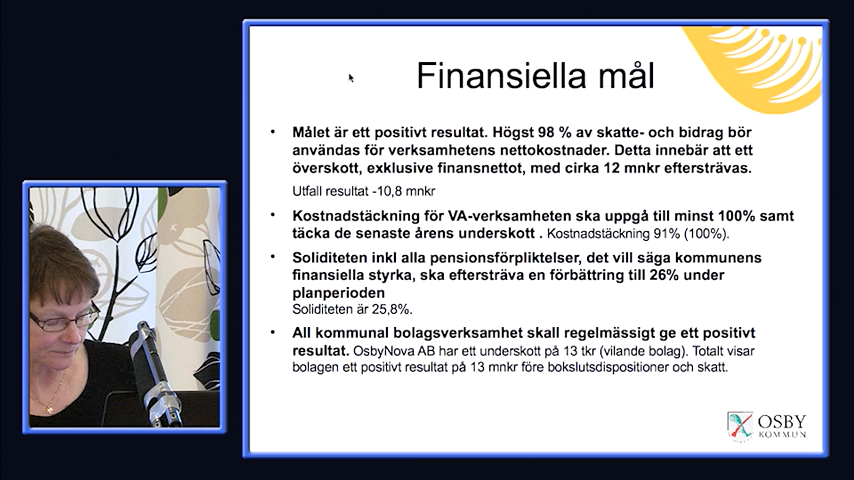 Finansiella mål
• Målet är ett positivt resultat. Högst 98 % av skatte- och bidrag bör
användas för verksamhetens nettokostnader. Detta innebär att ett
överskott, exklusive finansnettot, med cirka 12 mnkr eftersträvas.
Utfall resultat -10,8 mnkr
• Kostnadstäckning för VA-verksamheten ska uppgå till minst 100% samt
täcka de senaste årens underskott . Kostnadstäckning 91% (100%).
• Soliditeten inkl alla pensionsförpliktelser, det vill säga kommunens
finansiella styrka, ska eftersträva en förbättring till 26% under
planperioden
Soliditeten är 25,8%.
• All kommunal bolagsverksamhet skall regelmässigt ge ett positivt
resultat. OsbyNova AB har ett underskott på 13 tkr (vilande bolag). Totalt visar
bolagen ett positivt resultat på 13 mnkr före bokslutsdispositioner och skatt.
OSBY
KOMMUN